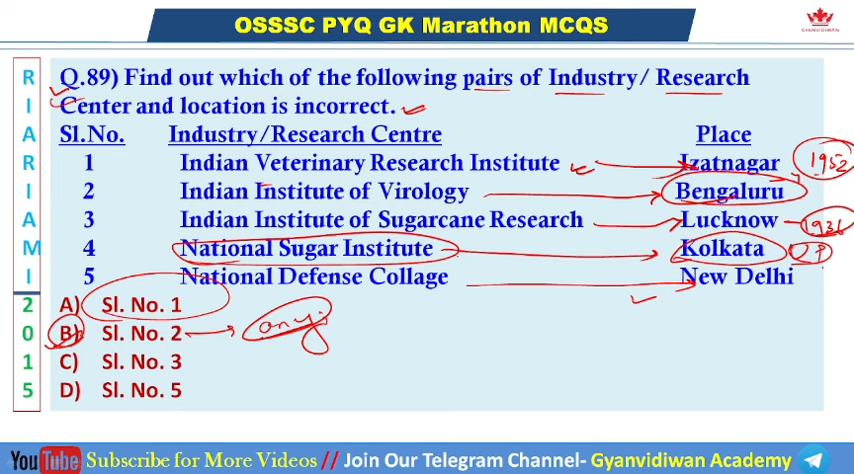 OSSSC PYQ GK Marathon MCQS
GYANVIDIWAN
R I A R I A M I 2 0 1 5
Q.89) Find out which of the following pairs of Industry/ Research
Center and location is incorrect.
Sl.No. Industry/Research Centre Place
1 Indian Veterinary Research Institute Izatnagar 1952
2 Indian Institute of Virology Bengaluru
3 Indian Institute of Sugarcane Research Lucknow
4 National Sugar Institute Kolkata
5 National Defense Collage New Delhi
A) Sl. No. 1
B) Sl. No. 2
C) Sl. No. 3
D) Sl. No. 5
YouTube Subscribe for More Videos // Join Our Telegram Channel- Gyanvidiwan Academy